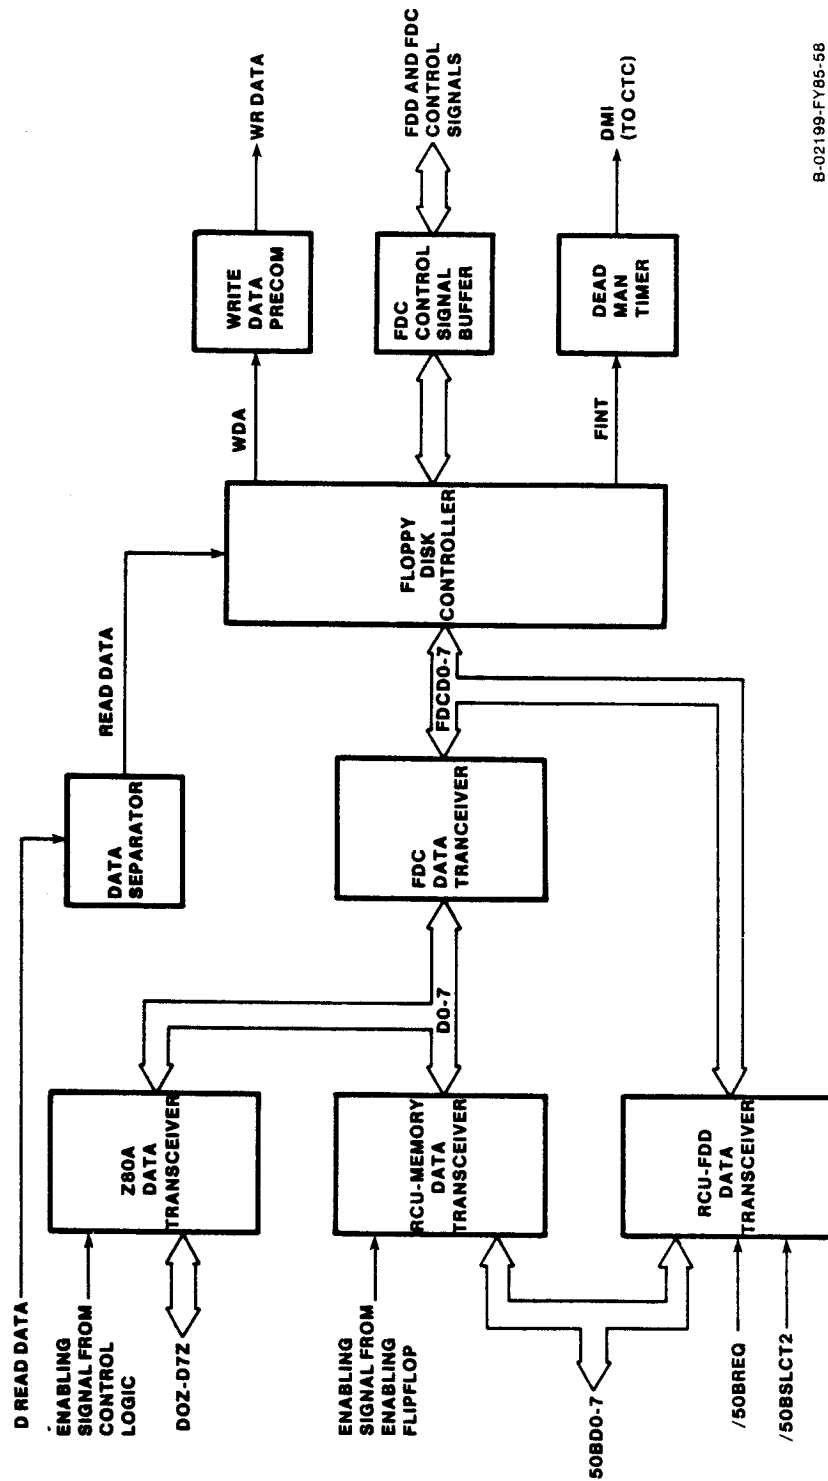 D READ DATA
ENABLING
SIGNAL FROM
CONTROL
LOGIC
D0Z-D7Z
ENABLING
SIGNAL FROM
ENABLING
FLIPFLOP
50BD0-7
/50BREQ
/50BSLCT2
Z80A
DATA
TRANSCEIVER
RCU-MEMORY
DATA
TRANSCEIVER
RCU-FDD
DATA
TRANSCEIVER
D0-7
DATA
SEPARATOR
FDC
DATA
TRANCEIVER
READ DATA
FDCD0-7
FLOPPY
DISK
CONTROLLER
WDA
FINT
WRITE
DATA
PRECOM
FDC
CONTROL
SIGNAL
BUFFER
DEAD
MAN
TIMER
WR DATA
FDD AND FDC
CONTROL
SIGNALS
DMI
(TO CTC)
B-02199-FY85-58